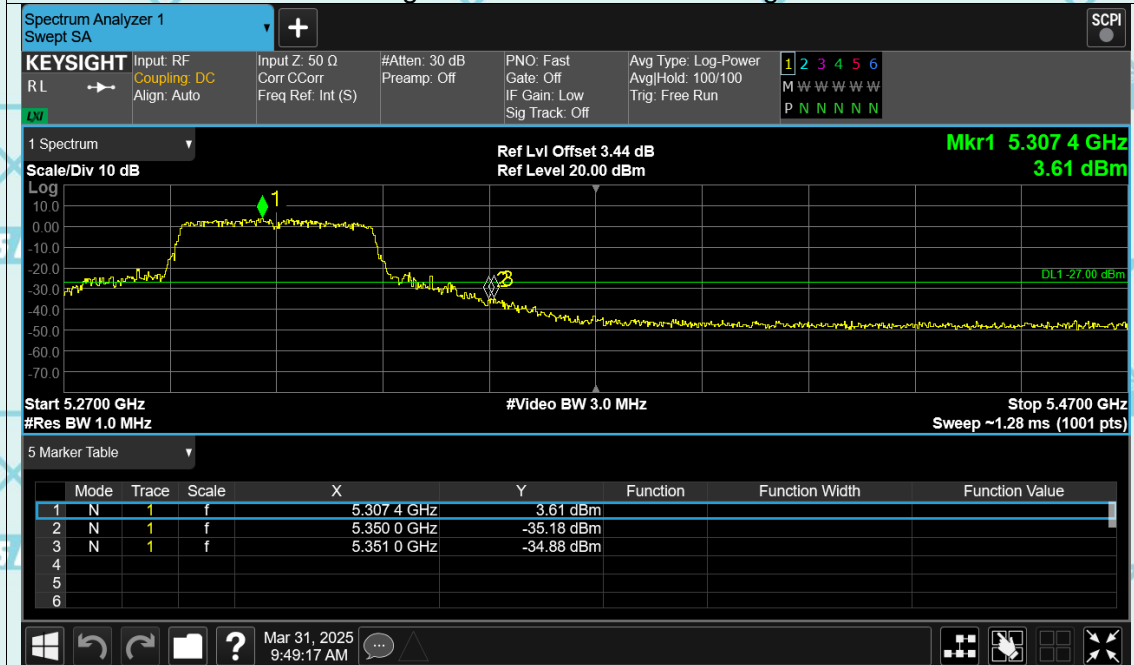 Spectrum Analyzer 1
Swept SA
+
SCPI
KEYSIGHT Input: RF Input Z: 50 Ω #Atten: 30 dB PNO: Fast Avg Type: Log-Power 1 2 3 4 5 6
RL Coupling: DC Corr CCorr Preamp: Off Gate: Off Avg|Hold: 100/100 M W W W W W W
Align: Auto Freq Ref: Int (S) IF Gain: Low Trig: Free Run
LXI Sig Track: Off P N N N N N N
1 Spectrum
Ref Lvl Offset 3.44 dB Mkr1 5.307 4 GHz
Scale/Div 10 dB Ref Level 20.00 dBm 3.61 dBm
Log
1
10.0
0.00
-10.0
-20.0
DL1 -27.00 dBm
3
-30.0
-40.0
-50.0
-60.0
-70.0
Start 5.2700 GHz #Video BW 3.0 MHz Stop 5.4700 GHz
#Res BW 1.0 MHz Sweep ~1.28 ms (1001 pts)
5 Marker Table
Mode Trace Scale X Y Function Function Width Function Value
1 N 1 f 5.307 4 GHz 3.61 dBm
2 N 1 f 5.350 0 GHz -35.18 dBm
3 N 1 f 5.351 0 GHz -34.88 dBm
4
5
6
? Mar 31, 2025
9:49:17 AM